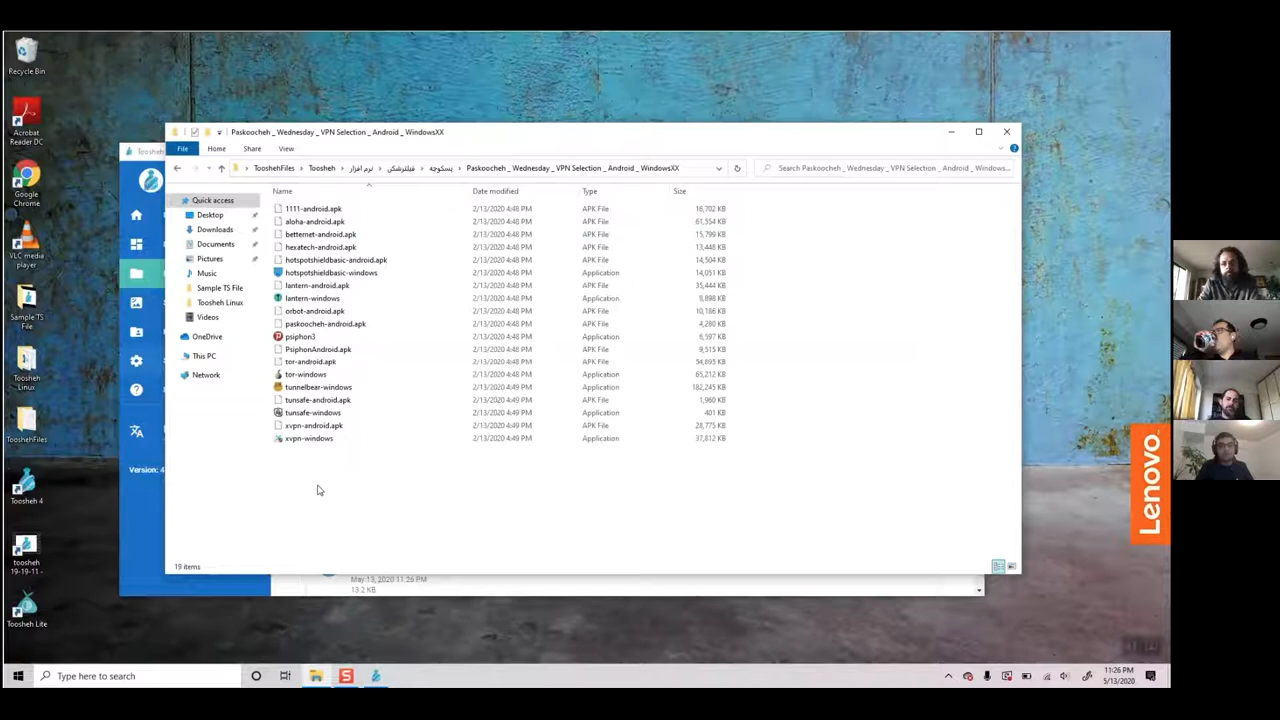 Recycle Bin
Acrobat
Reader DC
Google
Chrome
VLC media
player
Sample TS
File
Toosheh
Linux
TooshehFiles
Toosheh 4
toosheh
19-19-11 -
Toosheh Lite
Toosheh
Version: 4
Paskoocheh _ Wednesday _ VPN Selection _ Android _ WindowsXX
File Home Share View
TooshehFiles › Toosheh › نرم افزار › فیلترشکن › پسکوچه › Paskoocheh _ Wednesday _ VPN Selection _ Android _ WindowsXX
Search Paskoocheh _ Wednesday _ VPN Selection _ Android _ Windows...
Quick access
Desktop
Downloads
Documents
Pictures
Music
Sample TS File
Toosheh Linux
Videos
OneDrive
This PC
Network
Name Date modified Type Size
1111-android.apk 2/13/2020 4:48 PM APK File 16,702 KB
aloha-android.apk 2/13/2020 4:48 PM APK File 61,554 KB
betternet-android.apk 2/13/2020 4:48 PM APK File 15,799 KB
hexatech-android.apk 2/13/2020 4:48 PM APK File 13,448 KB
hotspotshieldbasic-android.apk 2/13/2020 4:48 PM APK File 14,504 KB
hotspotshieldbasic-windows 2/13/2020 4:48 PM Application 14,051 KB
lantern-android.apk 2/13/2020 4:48 PM APK File 35,444 KB
lantern-windows 2/13/2020 4:48 PM Application 8,898 KB
orbot-android.apk 2/13/2020 4:48 PM APK File 10,186 KB
paskoocheh-android.apk 2/13/2020 4:48 PM APK File 4,280 KB
psiphon3 2/13/2020 4:48 PM Application 6,597 KB
PsiphonAndroid.apk 2/13/2020 4:48 PM APK File 9,515 KB
tor-android.apk 2/13/2020 4:48 PM APK File 54,893 KB
tor-windows 2/13/2020 4:48 PM Application 65,212 KB
tunnelbear-windows 2/13/2020 4:49 PM Application 182,245 KB
tunsafe-android.apk 2/13/2020 4:49 PM APK File 1,960 KB
tunsafe-windows 2/13/2020 4:49 PM Application 401 KB
xvpn-android.apk 2/13/2020 4:49 PM APK File 28,775 KB
xvpn-windows 2/13/2020 4:49 PM Application 37,812 KB
19 items
May 13, 2020 11:26 PM
13.2 KB
Lenovo
Type here to search
11:26 PM
5/13/2020